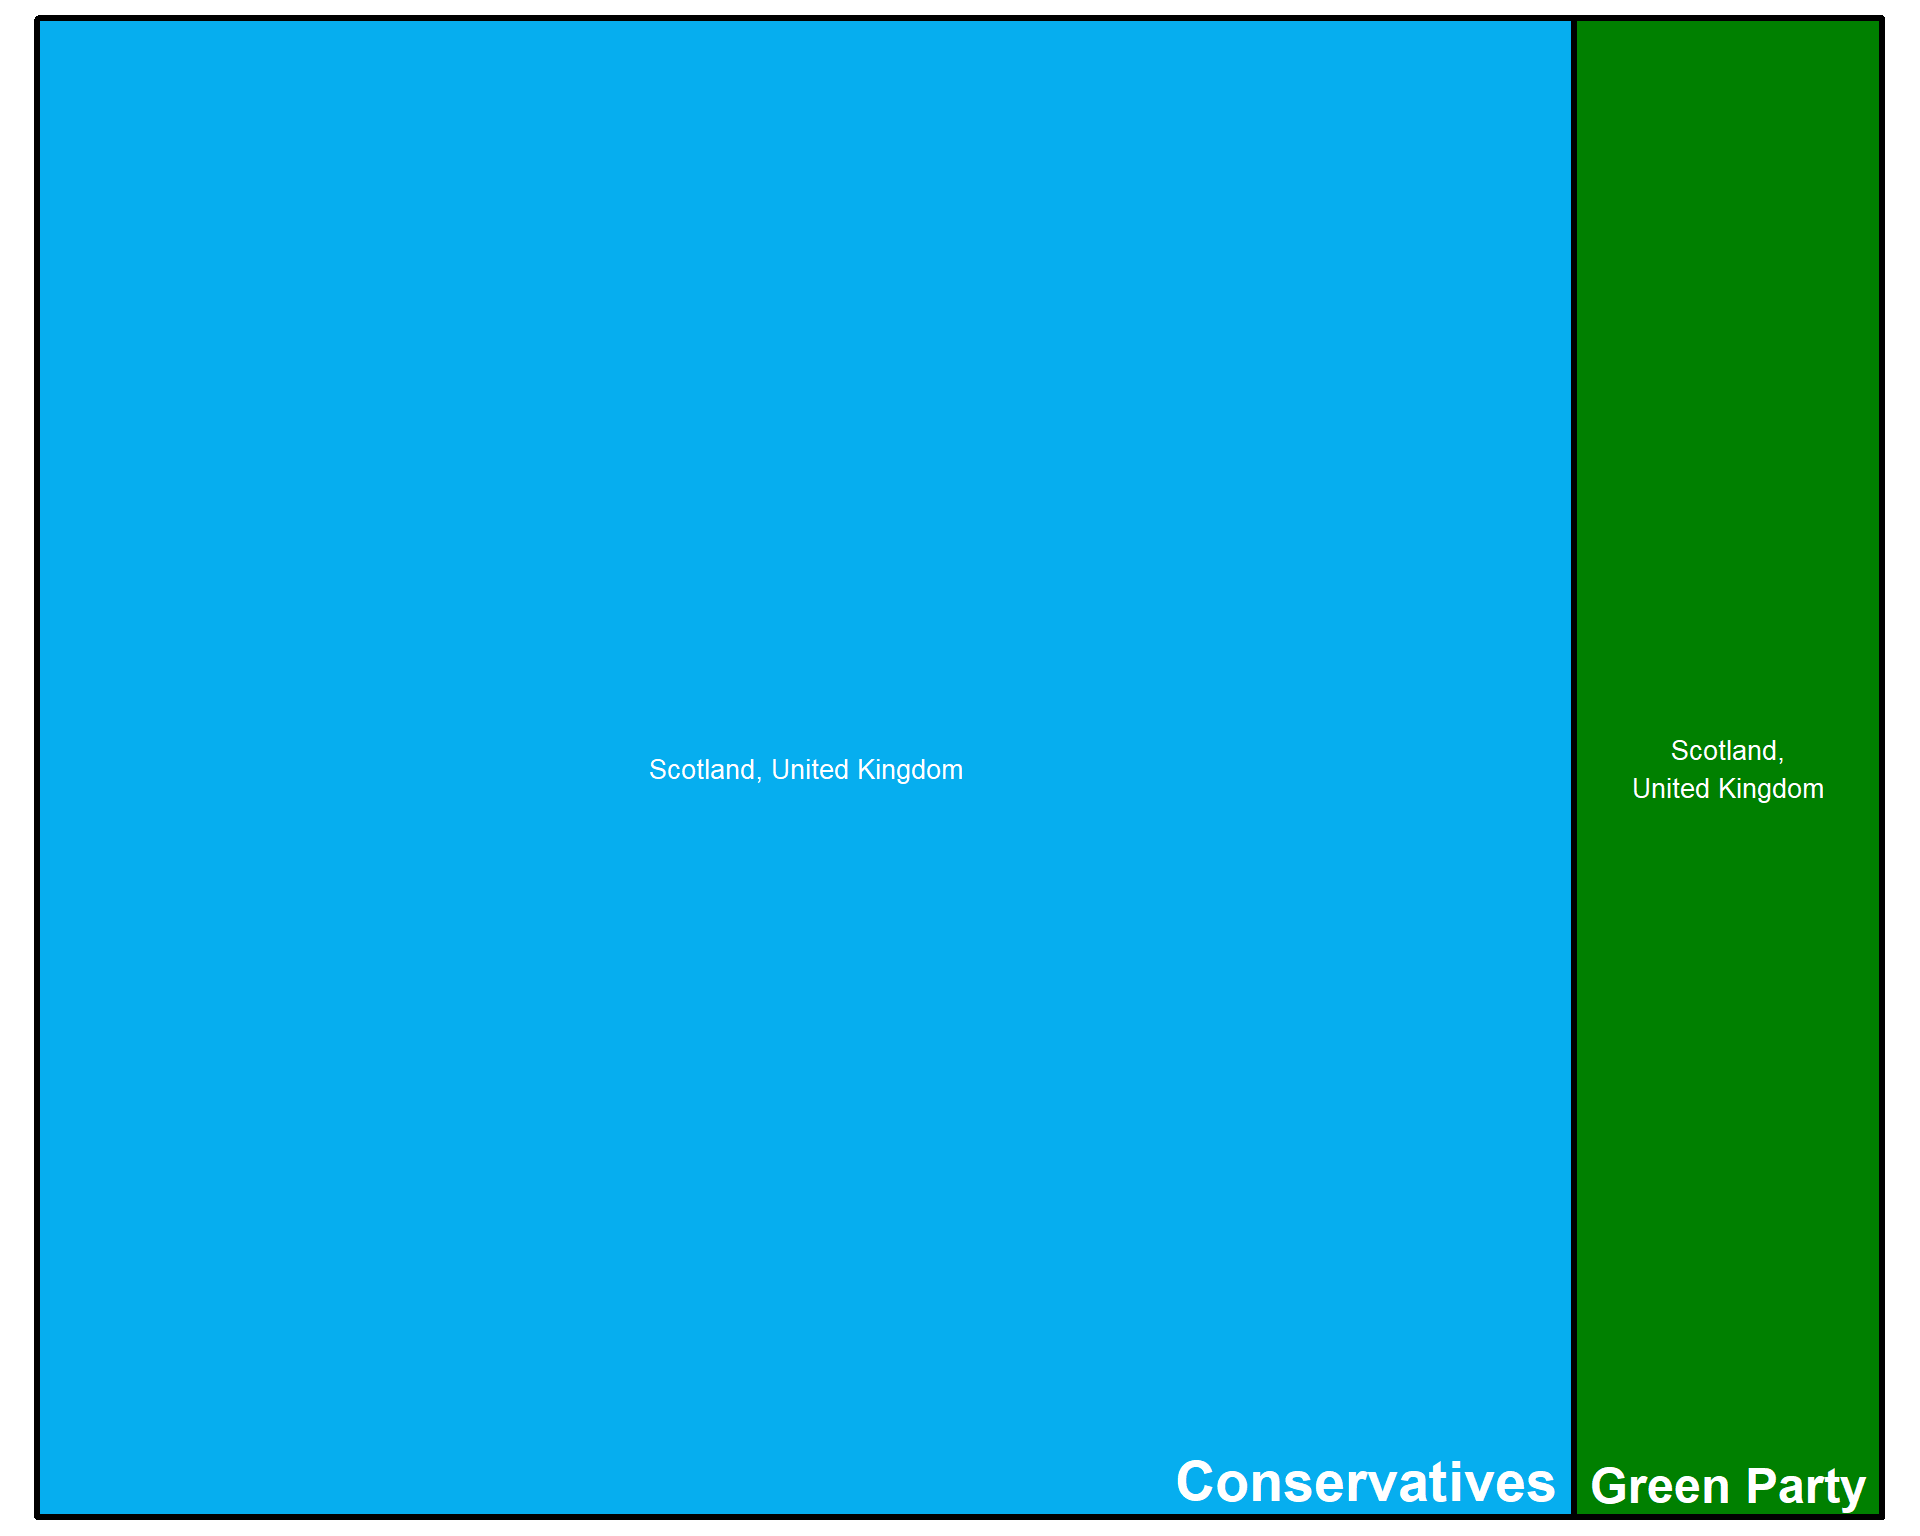 Scotland, United Kingdom
Scotland,
United Kingdom
Conservatives
Green Party